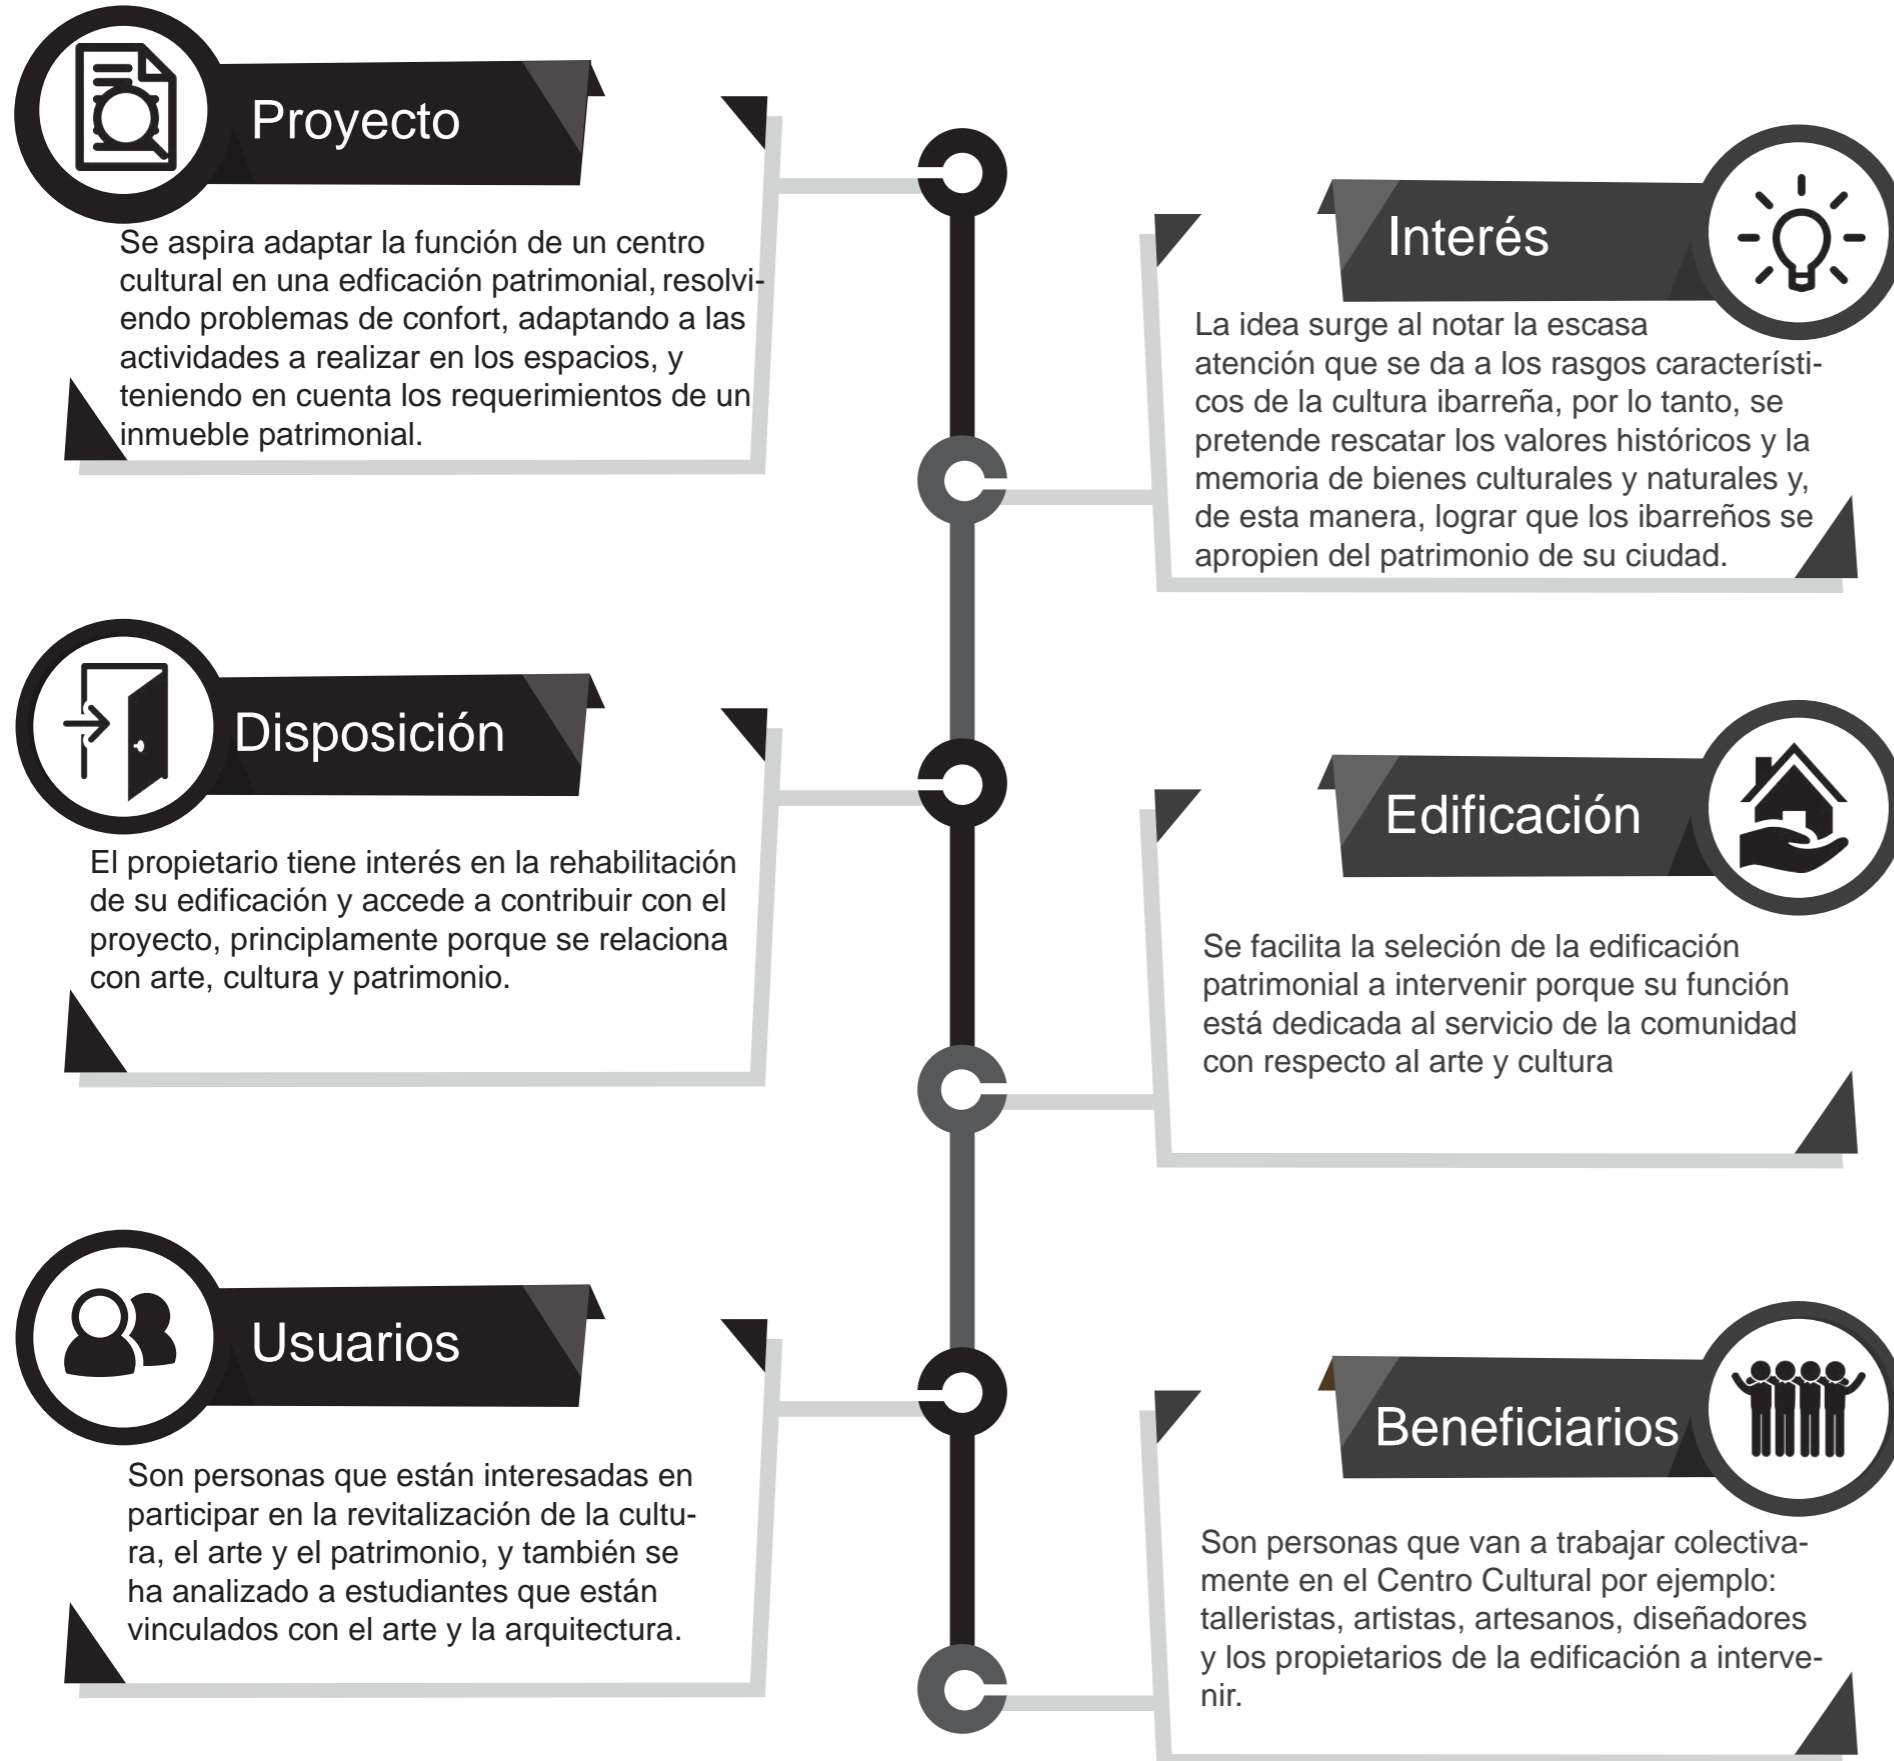 Proyecto
Se aspira adaptar la función de un centro
cultural en una edficación patrimonial, resolvi-
endo problemas de confort, adaptando a las
actividades a realizar en los espacios, y
teniendo en cuenta los requerimientos de un
inmueble patrimonial.
Interés
La idea surge al notar la escasa
atención que se da a los rasgos característi-
cos de la cultura ibarreña, por lo tanto, se
pretende rescatar los valores históricos y la
memoria de bienes culturales y naturales y,
de esta manera, lograr que los ibarreños se
apropien del patrimonio de su ciudad.
Disposición
El propietario tiene interés en la rehabilitación
de su edificación y accede a contribuir con el
proyecto, principlamente porque se relaciona
con arte, cultura y patrimonio.
Edificación
Se facilita la seleción de la edificación
patrimonial a intervenir porque su función
está dedicada al servicio de la comunidad
con respecto al arte y cultura
Usuarios
Son personas que están interesadas en
participar en la revitalización de la cultu-
ra, el arte y el patrimonio, y también se
ha analizado a estudiantes que están
vinculados con el arte y la arquitectura.
Beneficiarios
Son personas que van a trabajar colectiva-
mente en el Centro Cultural por ejemplo:
talleristas, artistas, artesanos, diseñadores
y los propietarios de la edificación a interve-
nir.